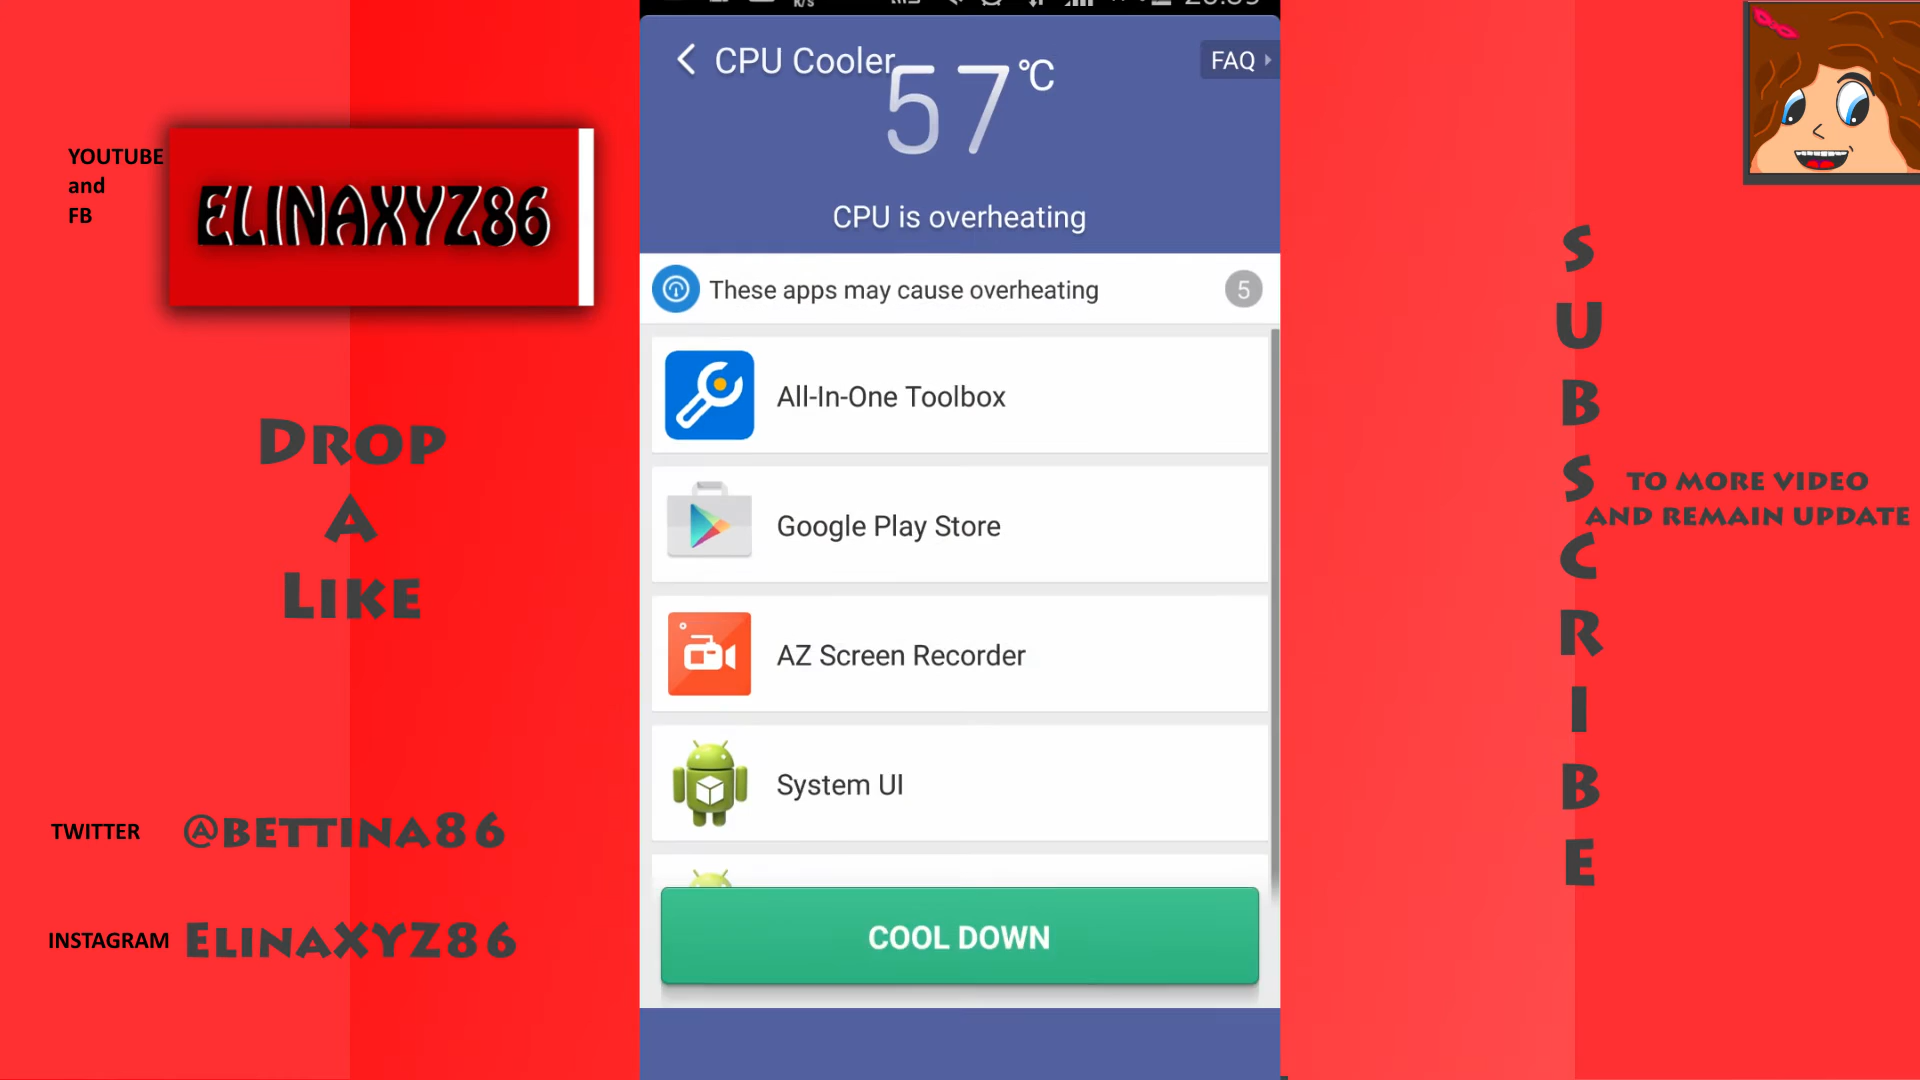 K/s
CPU Cooler
FAQ
57°C
CPU is overheating
These apps may cause overheating
5
All-In-One Toolbox
Google Play Store
AZ Screen Recorder
System UI
COOL DOWN
YOUTUBE
and
FB
ELINAXYZ86
DROP
A
LIKE
TWITTER @BETTINA86
INSTAGRAM ELINAXYZ86
SUBSCRIBE
TO MORE VIDEO
AND REMAIN UPDATE